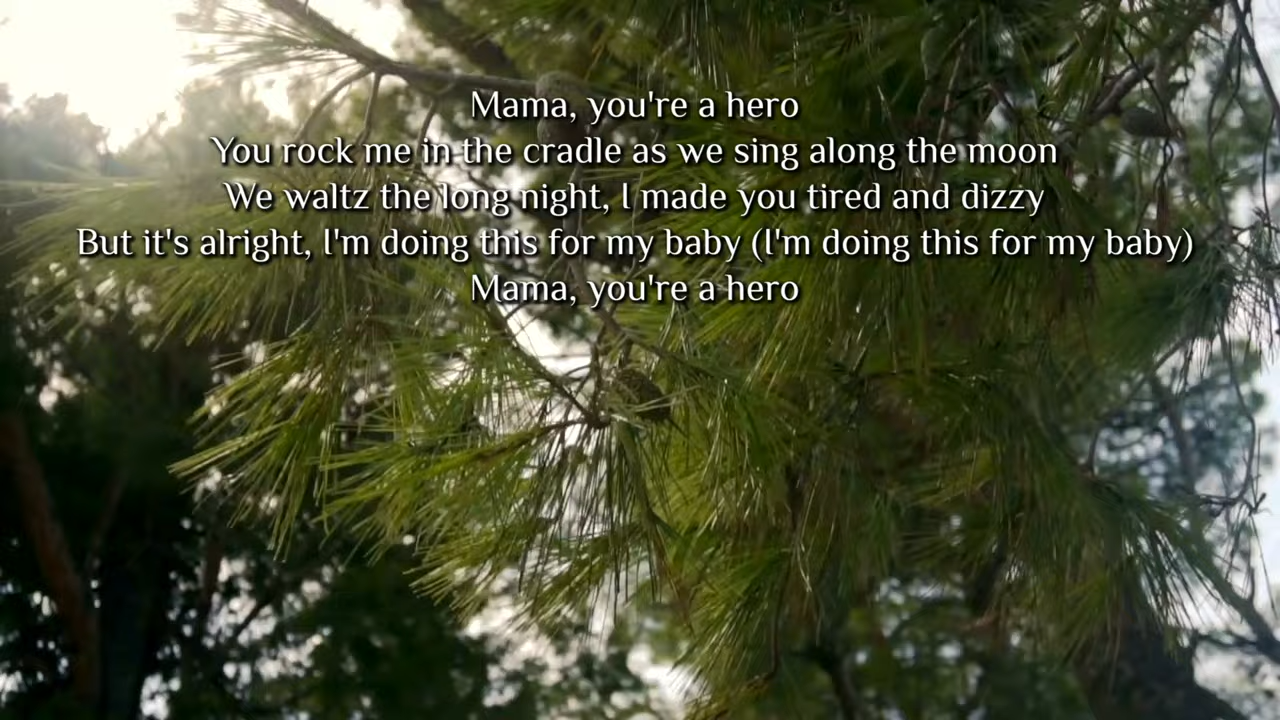 Mama, you're a hero
You rock me in the cradle as we sing along the moon
We waltz the long night, I made you tired and dizzy
But it's alright, I'm doing this for my baby (I'm doing this for my baby)
Mama, you're a hero